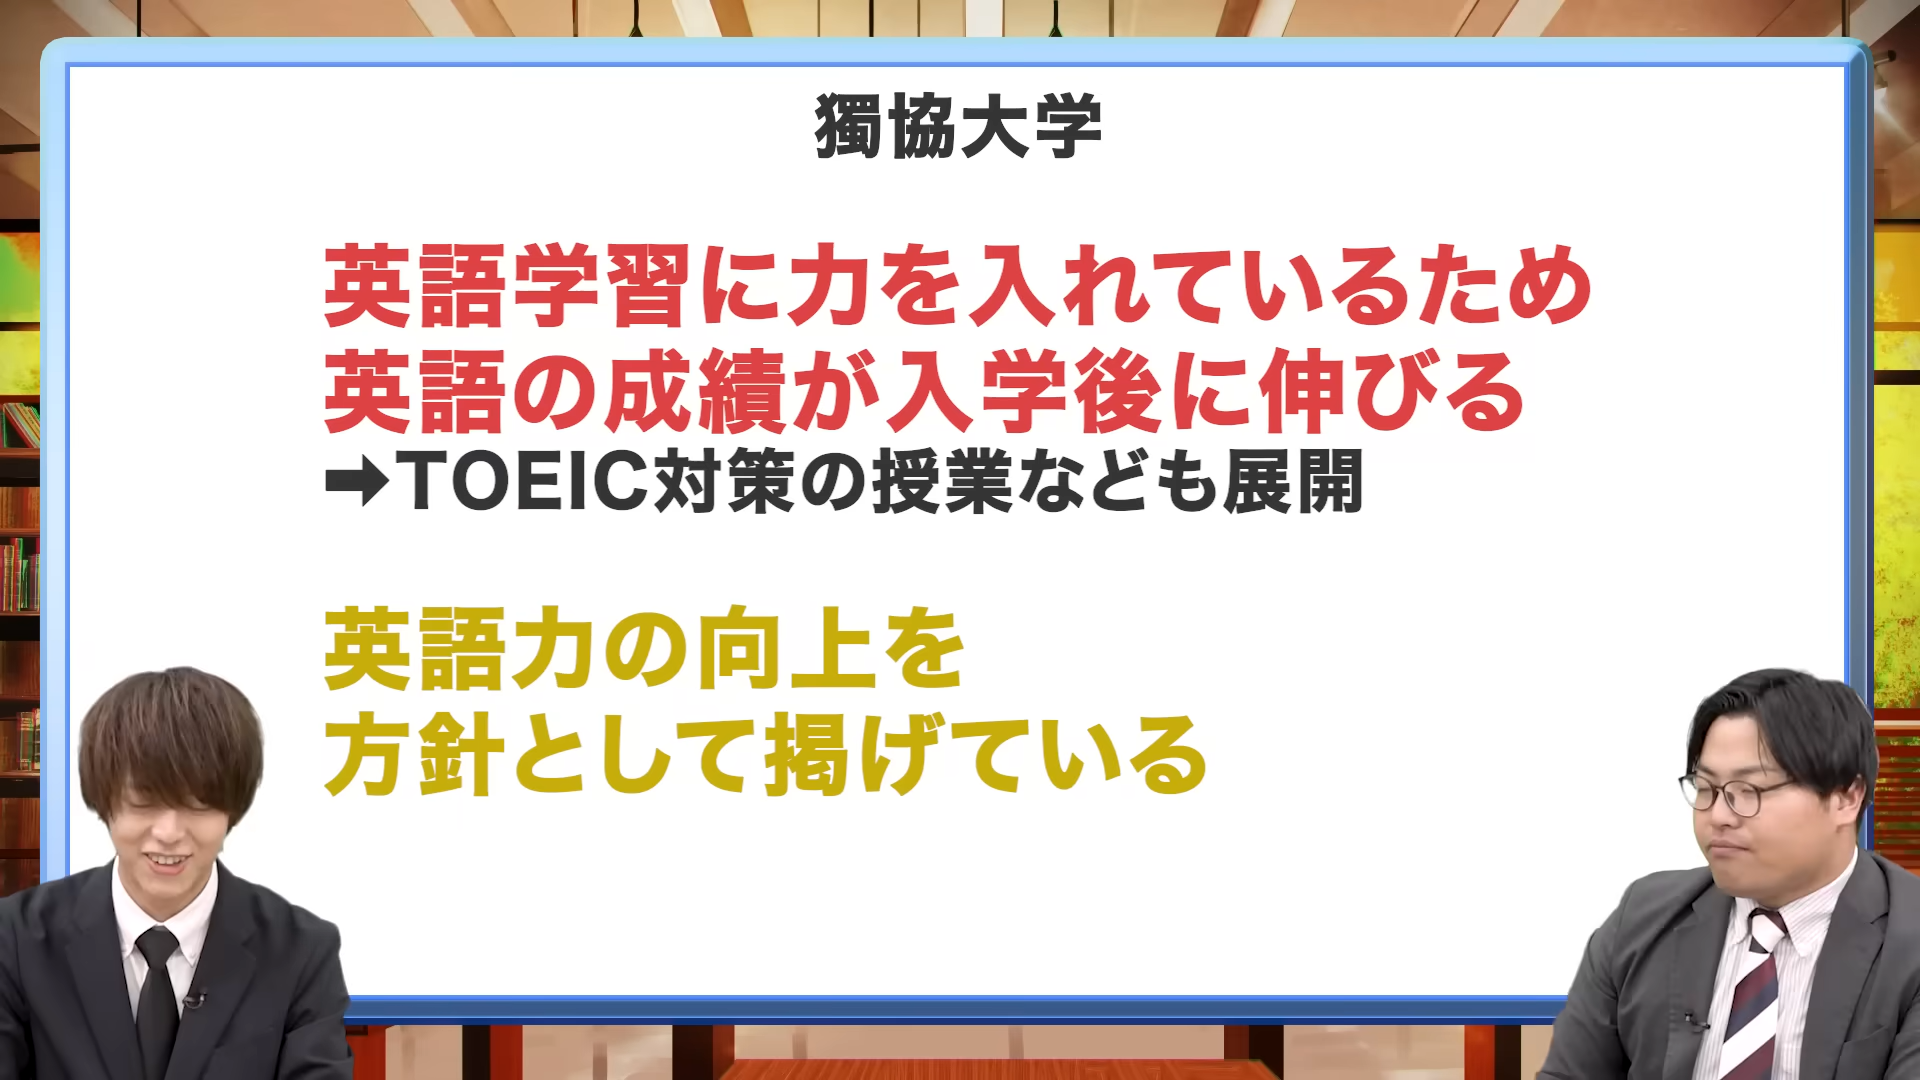 獨協大学
英語学習に力を入れているため
英語の成績が入学後に伸びる
➡TOEIC対策の授業なども展開
英語力の向上を
方針として掲げている